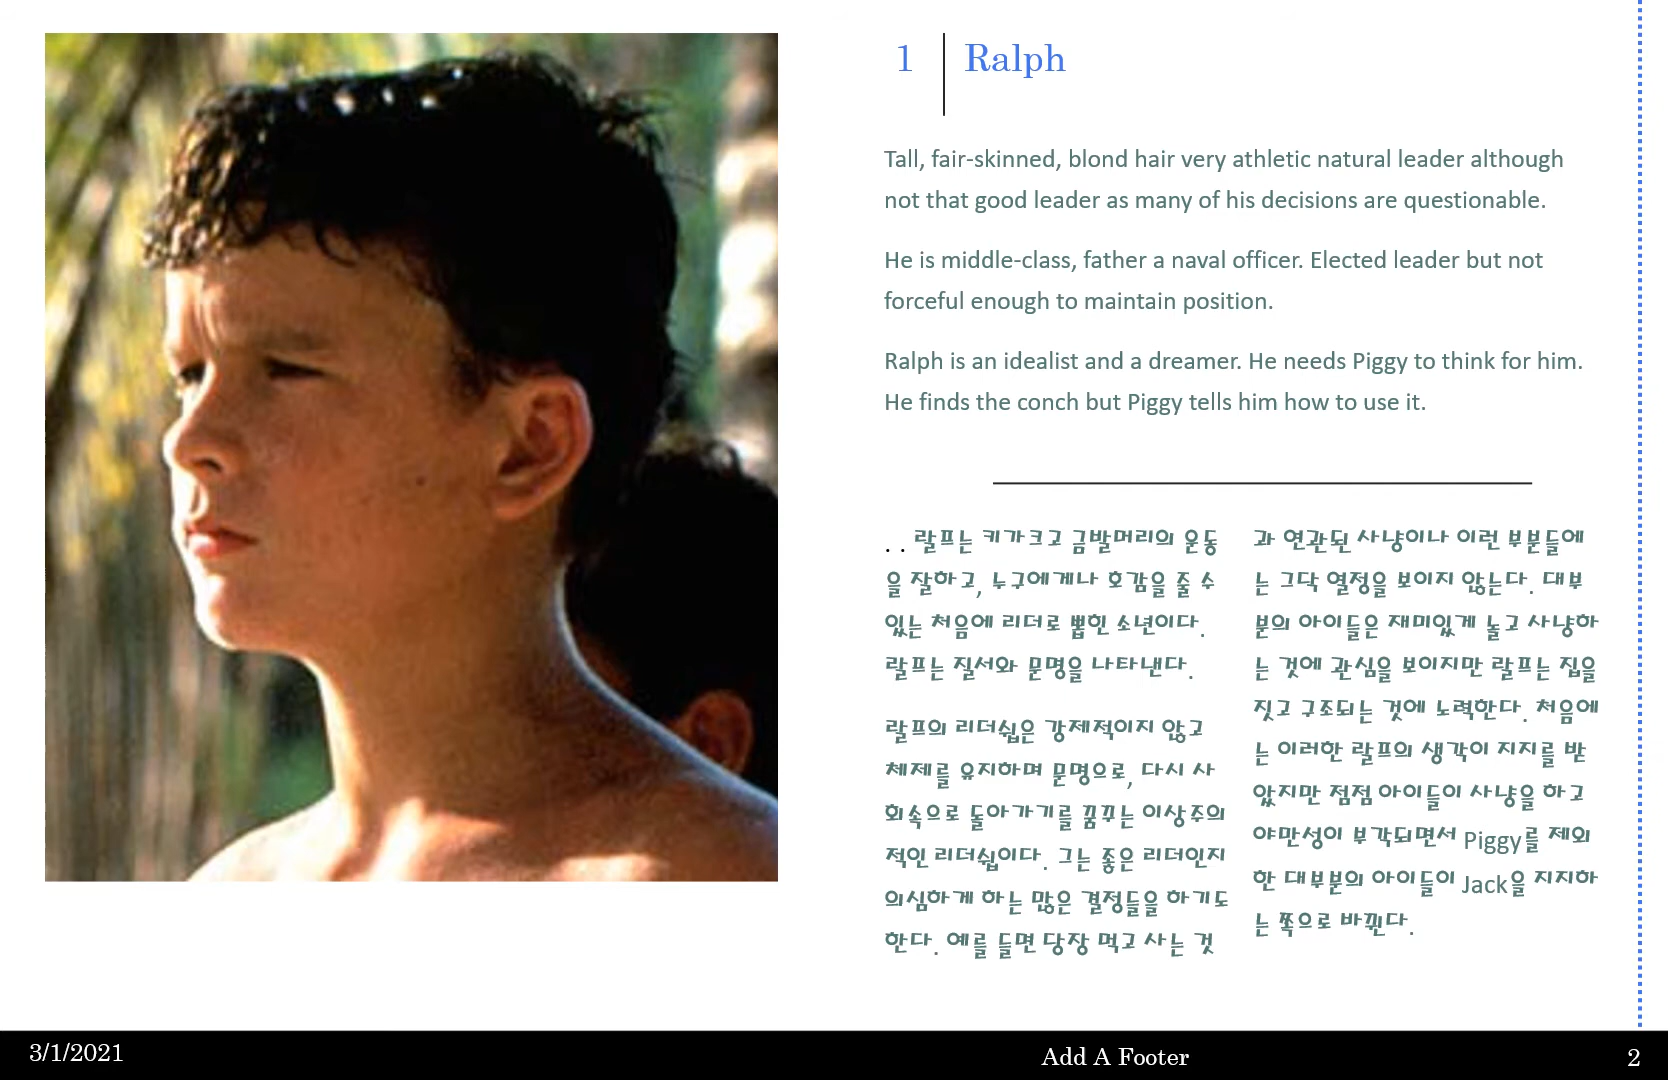 1
Ralph
Tall, fair-skinned, blond hair very athletic natural leader although
not that good leader as many of his decisions are questionable.
He is middle-class, father a naval officer. Elected leader but not
forceful enough to maintain position.
Ralph is an idealist and a dreamer. He needs Piggy to think for him.
He finds the conch but Piggy tells him how to use it.
. . 랄프는 키가크고 금발머리의 운동
을 잘하고, 누구에게나 호감을 줄 수
있는 처음에 리더로 뽑힌 소년이다.
랄프는 질서와 문명을 나타낸다.
랄프의 리더쉽은 강제적이지 않고
체제를 유지하며 문명으로, 다시 사
회속으로 돌아가기를 꿈꾸는 이상주의
적인 리더쉽이다. 그는 좋은 리더인지
의심하게 하는 많은 결정들을 하기도
한다. 예를 들면 당장 먹고 사는 것
과 연관된 사냥이나 이런 부분들에
는 그닥 열정을 보이지 않는다. 대부
분의 아이들은 재미있게 놀고 사냥하
는 것에 관심을 보이지만 랄프는 집을
짓고 구조되는 것에 노력한다. 처음에
는 이러한 랄프의 생각이 지지를 받
았지만 점점 아이들이 사냥을 하고
야만성이 부각되면서 Piggy를 제외
한 대부분의 아이들이 Jack을 지지하
는 쪽으로 바뀐다.
3/1/2021
Add A Footer
2